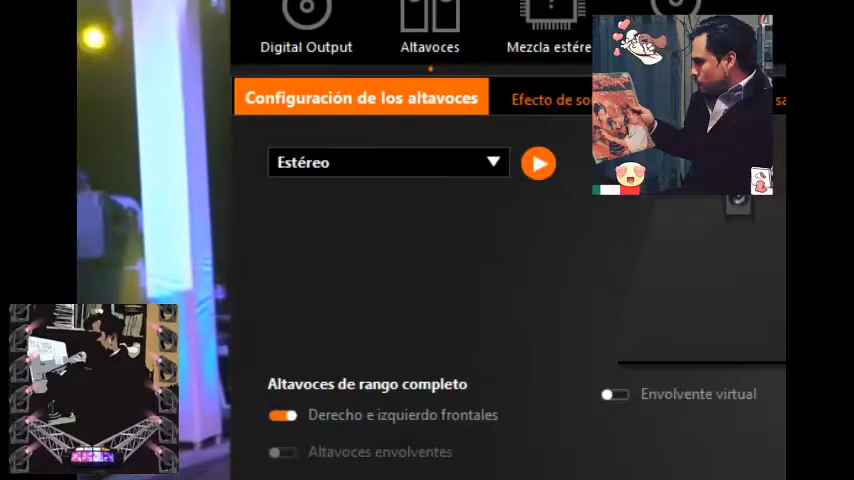 Digital Output
Altavoces
Mezcla estére
Configuración de los altavoces
Efecto de so
sa
Estéreo
Altavoces de rango completo
Envolvente virtual
Derecho e izquierdo frontales
Altavoces envolventes